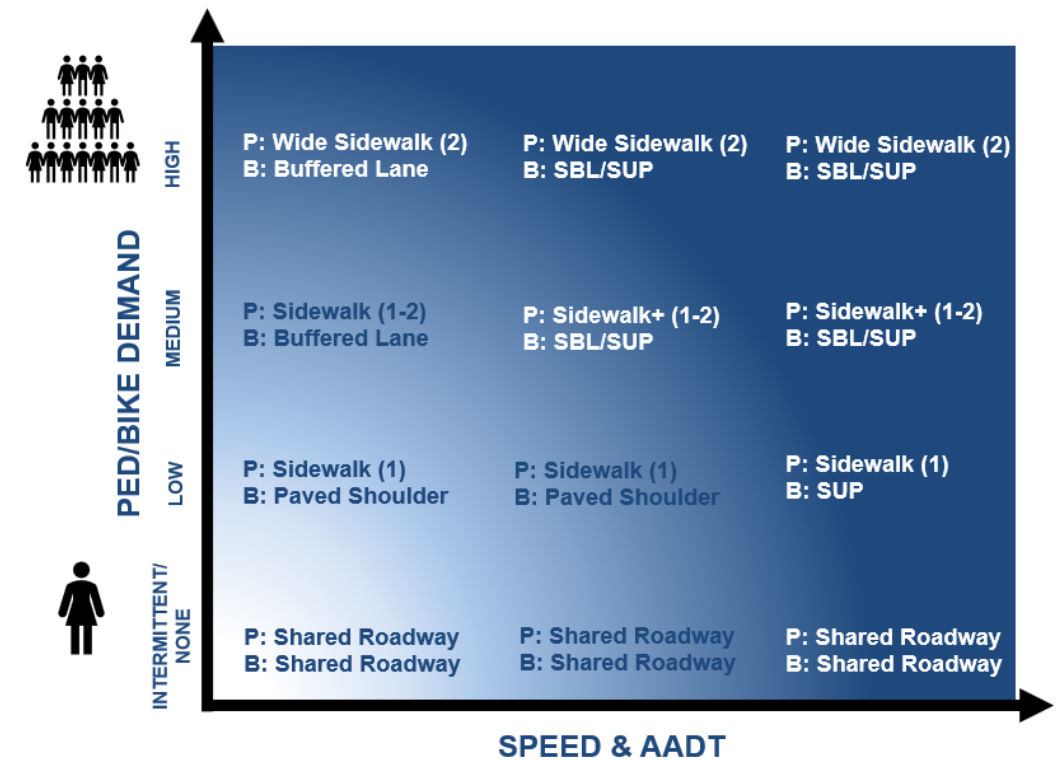 HIGH
P: Wide Sidewalk (2)
B: Buffered Lane
P: Wide Sidewalk (2)
B: SBL/SUP
P: Wide Sidewalk (2)
B: SBL/SUP
PED/BIKE DEMAND
MEDIUM
P: Sidewalk (1-2)
B: Buffered Lane
P: Sidewalk+ (1-2)
B: SBL/SUP
P: Sidewalk+ (1-2)
B: SBL/SUP
LOW
P: Sidewalk (1)
B: Paved Shoulder
P: Sidewalk (1)
B: Paved Shoulder
P: Sidewalk (1)
B: SUP
INTERMITTENT/
NONE
P: Shared Roadway
B: Shared Roadway
P: Shared Roadway
B: Shared Roadway
P: Shared Roadway
B: Shared Roadway
SPEED & AADT